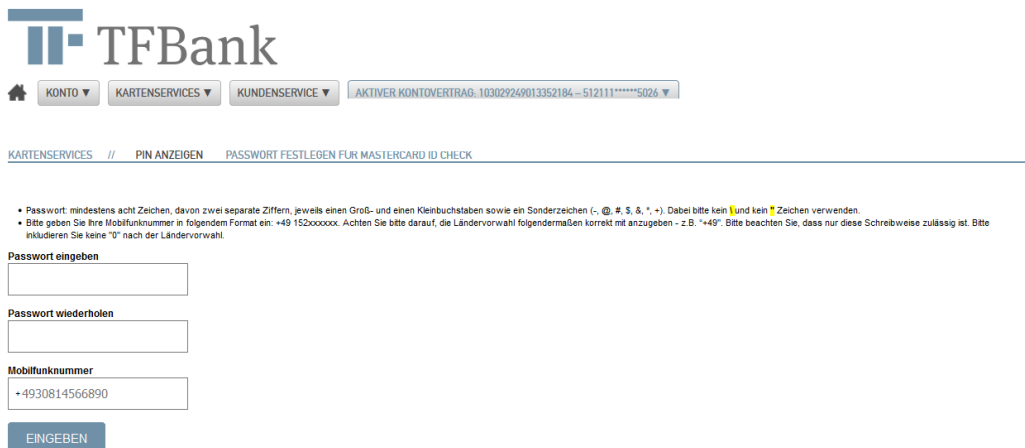 TFBank
KONTO ▼ KARTENSERVICES ▼ KUNDENSERVICE ▼ AKTIVER KONTOVERTRAG: 103029249013352184 – 512111******5026 ▼
KARTENSERVICES // PIN ANZEIGEN PASSWORT FESTLEGEN FÜR MASTERCARD ID CHECK
• Passwort: mindestens acht Zeichen, davon zwei separate Ziffern, jeweils einen Groß- und einen Kleinbuchstaben sowie ein Sonderzeichen (-, @, #, $, &, *, +). Dabei bitte kein \ und kein " Zeichen verwenden.
• Bitte geben Sie Ihre Mobilfunknummer in folgendem Format ein: +49 152xxxxxx. Achten Sie bitte darauf, die Ländervorwahl folgendermaßen korrekt mit anzugeben - z.B. "+49". Bitte beachten Sie, dass nur diese Schreibweise zulässig ist. Bitte
inkludieren Sie keine "0" nach der Ländervorwahl.
Passwort eingeben
Passwort wiederholen
Mobilfunknummer
+4930814566890
EINGEBEN